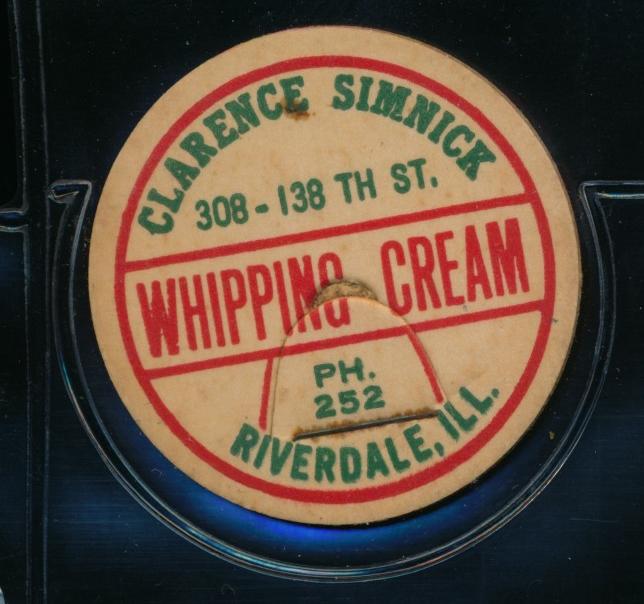 CLARENCE SIMNICK
308-138 TH ST.
WHIPPING CREAM
PH.
252
RIVERDALE, ILL.